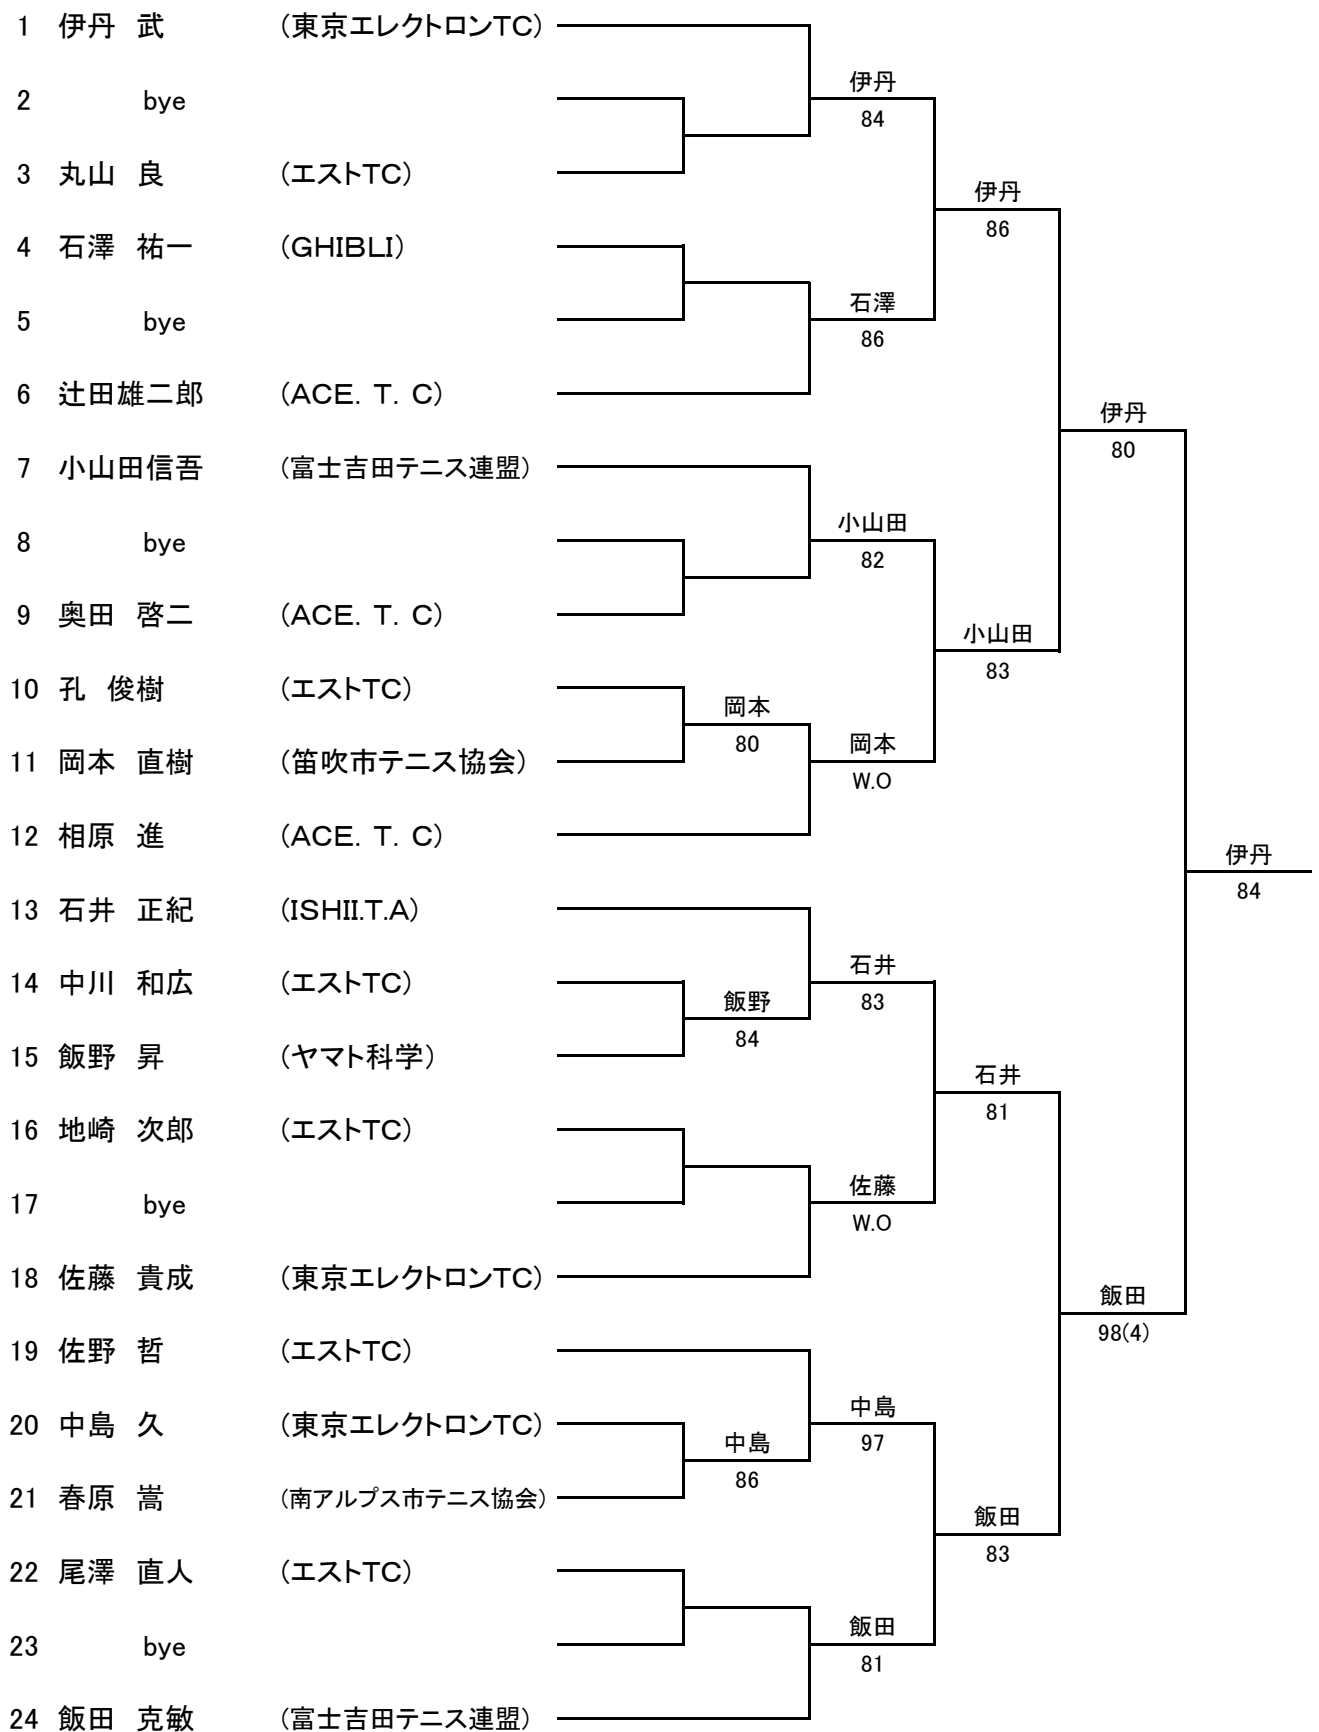 1 伊丹 武 (東京エレクトロンTC)
伊丹
2 bye
84
3 丸山 良 (エストTC)
伊丹
86
4 石澤 祐一 (GHIBLI)
石澤
5 bye
86
6 辻田雄二郎 (ACE. T. C)
伊丹
80
7 小山田信吾 (富士吉田テニス連盟)
小山田
8 bye
82
9 奥田 啓二 (ACE. T. C)
小山田
83
10 孔 俊樹 (エストTC)
岡本
80
岡本
11 岡本 直樹 (笛吹市テニス協会)
W.O
12 相原 進 (ACE. T. C)
伊丹
84
13 石井 正紀 (ISHII.T.A)
石井
14 中川 和広 (エストTC)
83
飯野
84
15 飯野 昇 (ヤマト科学)
石井
81
16 地崎 次郎 (エストTC)
佐藤
17 bye
W.O
18 佐藤 貴成 (東京エレクトロンTC)
飯田
98(4)
19 佐野 哲 (エストTC)
中島
20 中島 久 (東京エレクトロンTC)
97
中島
86
21 春原 嵩 (南アルプス市テニス協会)
飯田
83
22 尾澤 直人 (エストTC)
飯田
23 bye
81
24 飯田 克敏 (富士吉田テニス連盟)